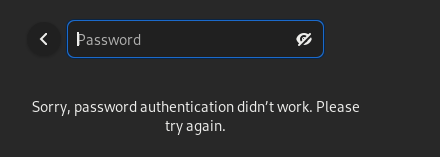 Password
Sorry, password authentication didn’t work. Please
try again.